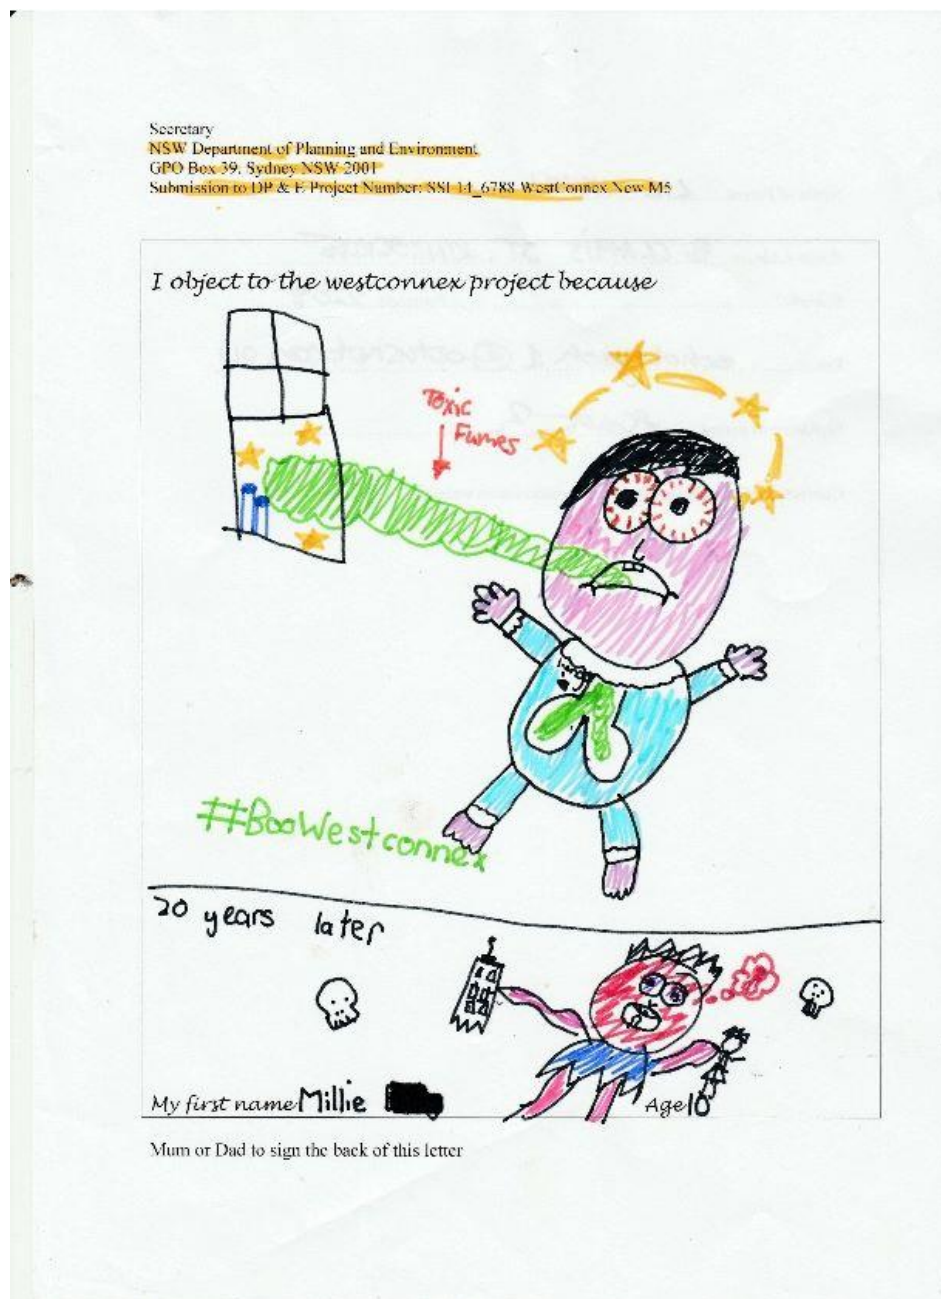 Secretary
NSW Department of Planning and Environment
GPO Box 39, Sydney NSW 2001
Submission to DP & E Project Number: SSI 14_6788 WestConnex New M5
I object to the westconnex project because
Toxic
Fumes
#BooWestconnex
20 years later
My first name Millie
Age 10
Mum or Dad to sign the back of this letter